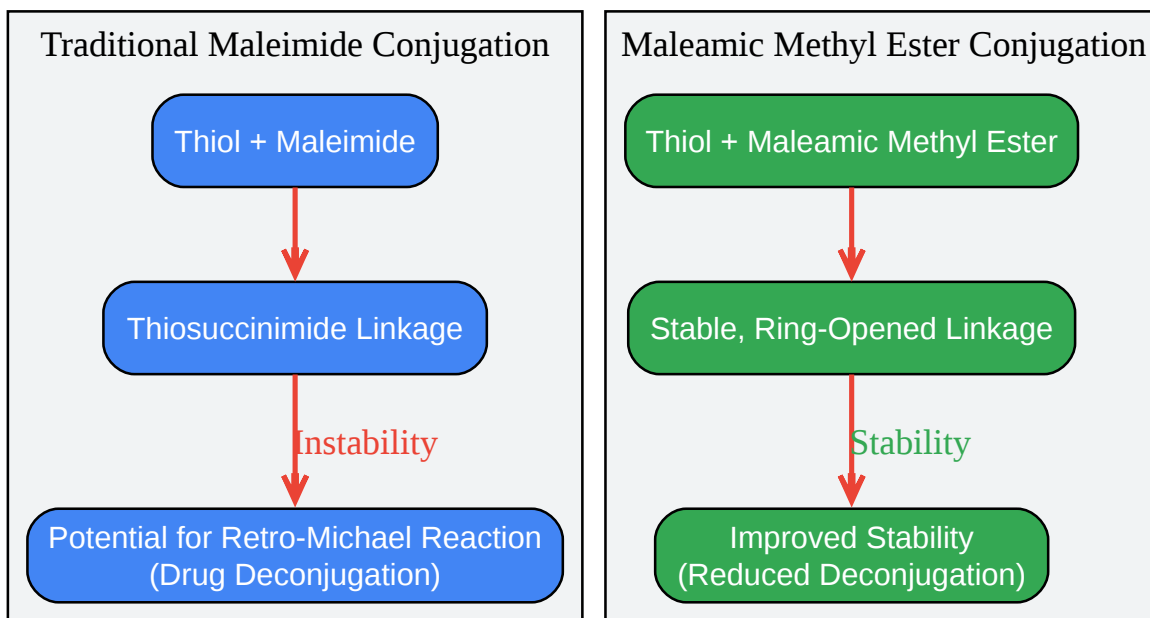 Traditional Maleimide Conjugation
Thiol + Maleimide
Thiosuccinimide Linkage
Instability
Potential for Retro-Michael Reaction
(Drug Deconjugation)
Maleamic Methyl Ester Conjugation
Thiol + Maleamic Methyl Ester
Stable, Ring-Opened Linkage
Stability
Improved Stability
(Reduced Deconjugation)